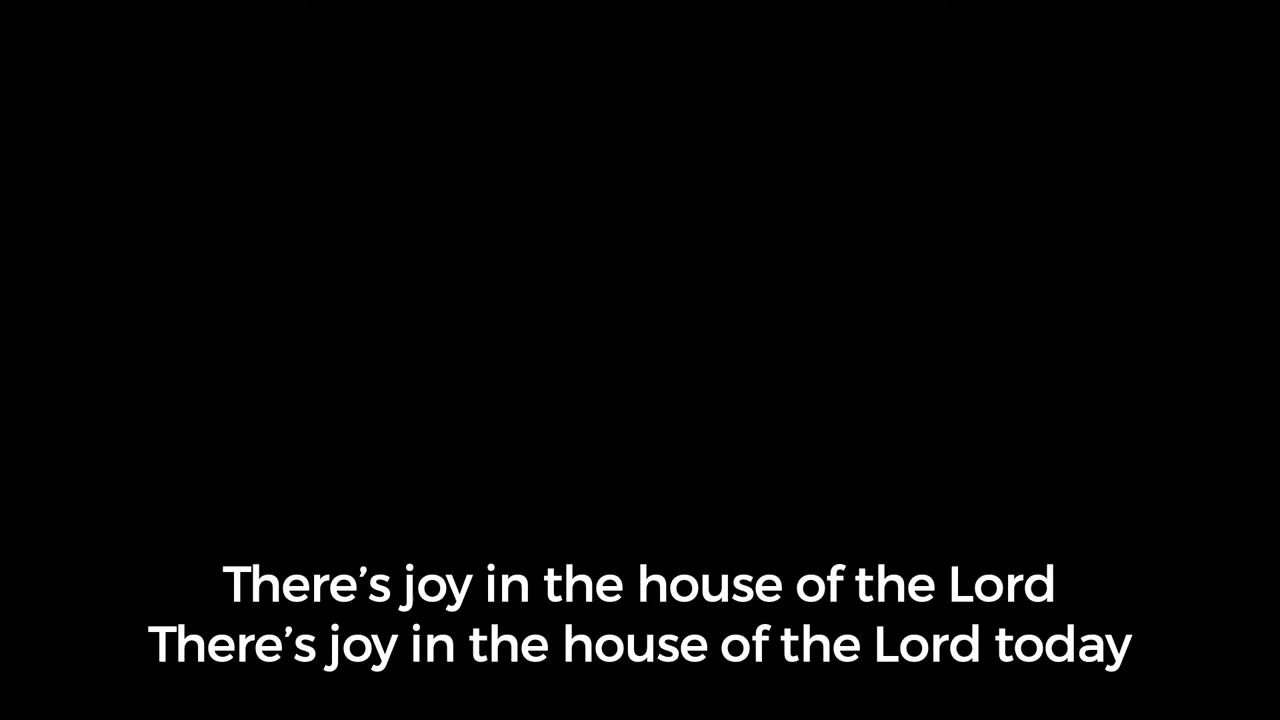 There’s joy in the house of the Lord
There’s joy in the house of the Lord today